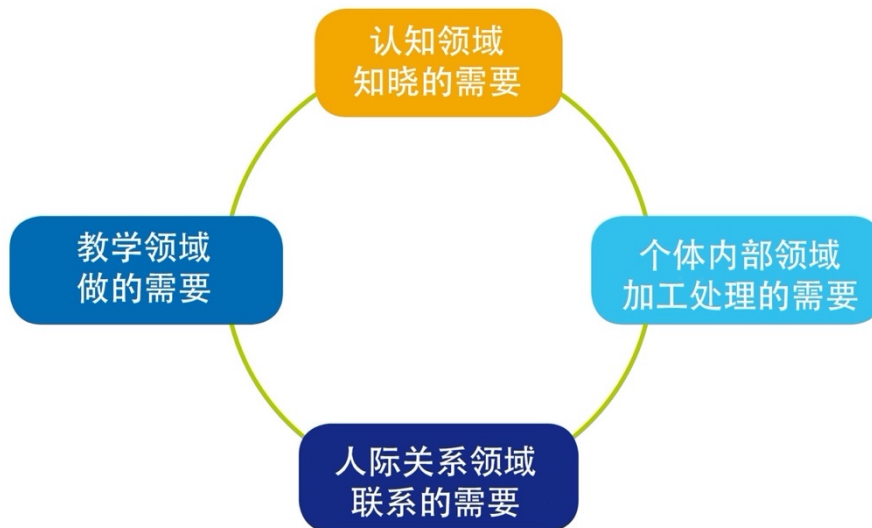 认知领域
知晓的需要
教学领域
做的需要
个体内部领域
加工处理的需要
人际关系领域
联系的需要